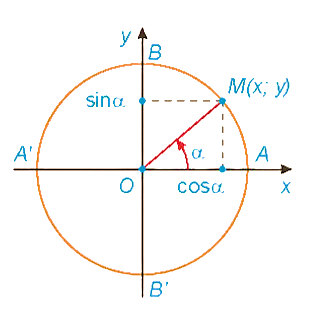 y
B
sinα
M(x; y)
A'
α
A
O
cosα
x
B'